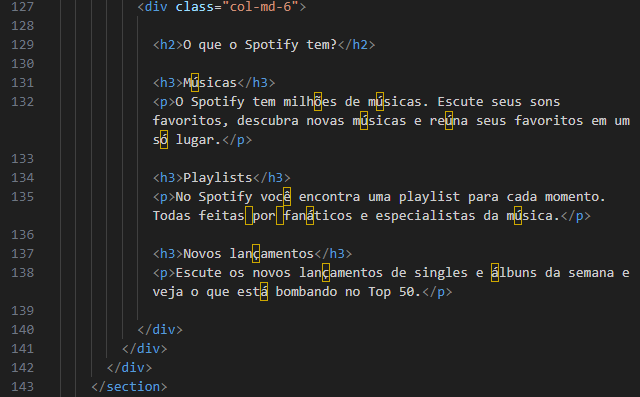 127 <div class="col-md-6">
128
129 <h2>O que o Spotify tem?</h2>
130
131 <h3>Músicas</h3>
132 <p>O Spotify tem milhões de músicas. Escute seus sons
favoritos, descubra novas músicas e reúna seus favoritos em um
só lugar.</p>
133
134 <h3>Playlists</h3>
135 <p>No Spotify você encontra uma playlist para cada momento.
Todas feitas por fanáticos e especialistas da música.</p>
136
137 <h3>Novos lançamentos</h3>
138 <p>Escute os novos lançamentos de singles e álbuns da semana e
veja o que está bombando no Top 50.</p>
139
140 </div>
141 </div>
142 </div>
143 </section>